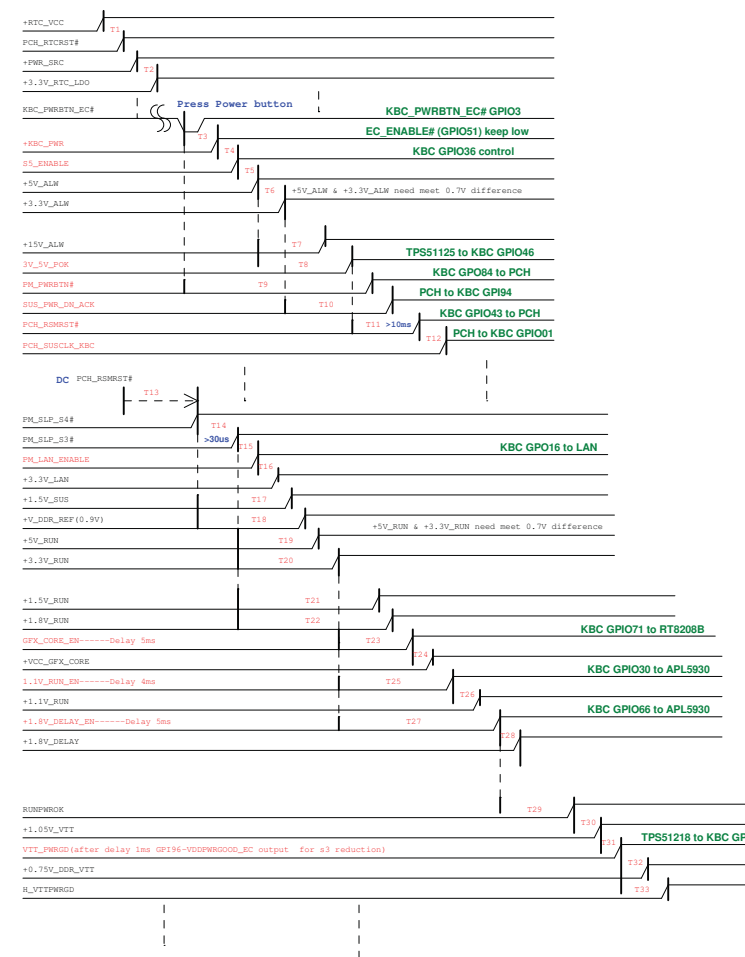 +RTC_VCC
T1
PCH_RTCRST#
+PWR_SRC
T2
+3.3V_RTC_LDO
Press Power button
KBC_PWRBTN_EC#
KBC_PWRBTN_EC# GPIO3
T3
EC_ENABLE# (GPIO51) keep low
+KBC_PWR
T4
KBC GPIO36 control
S5_ENABLE
T5
+5V_ALW
T6
+5V_ALW & +3.3V_ALW need meet 0.7V difference
+3.3V_ALW
+15V_ALW
T7
TPS51125 to KBC GPIO46
3V_5V_POK
T8
KBC GPO84 to PCH
PM_PWRBTN#
T9
PCH to KBC GPI94
SUS_PWR_DN_ACK
T10
KBC GPIO43 to PCH
PCH_RSMRST#
T11 >10ms
PCH to KBC GPIO01
T12
PCH_SUSCLK_KBC
DC PCH_RSMRST#
T13
PM_SLP_S4#
T14
PM_SLP_S3#
>30us
T15
KBC GPO16 to LAN
PM_LAN_ENABLE
T16
+3.3V_LAN
+1.5V_SUS
T17
+V_DDR_REF(0.9V)
T18
+5V_RUN & +3.3V_RUN need meet 0.7V difference
+5V_RUN
T19
+3.3V_RUN
T20
+1.5V_RUN
T21
+1.8V_RUN
T22
KBC GPIO71 to RT8208B
GFX_CORE_EN------Delay 5ms
T23
T24
+VCC_GFX_CORE
KBC GPIO30 to APL5930
1.1V_RUN_EN------Delay 4ms
T25
T26
+1.1V_RUN
KBC GPIO66 to APL5930
+1.8V_DELAY_EN------Delay 5ms
T27
T28
+1.8V_DELAY
RUNPWROK
T29
T30
+1.05V_VTT
TPS51218 to KBC GP
T31
VTT_PWRGD(after delay 1ms GPI96-VDDPWRGOOD_EC output for s3 reduction)
T32
+0.75V_DDR_VTT
T33
H_VTTPWRGD